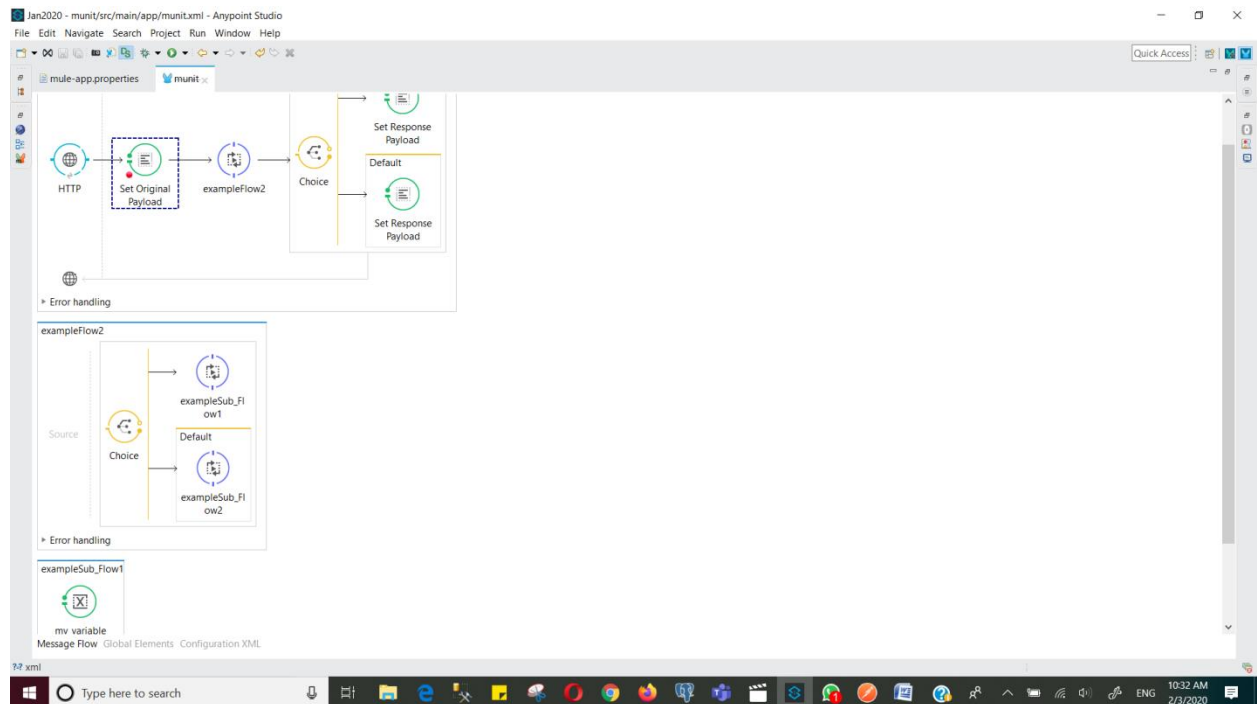 Jan2020 - munit/src/main/app/munit.xml - Anypoint Studio
File Edit Navigate Search Project Run Window Help
Quick Access
mule-app.properties
munit
Set Response
Payload
Default
HTTP
Set Original
Payload
exampleFlow2
Choice
Set Response
Payload
Error handling
exampleFlow2
exampleSub_Fl
ow1
Source
Choice
Default
exampleSub_Fl
ow2
Error handling
exampleSub_Flow1
my variable
Message Flow Global Elements Configuration XML
?-? xml
Type here to search
ENG
10:32 AM
2/3/2020